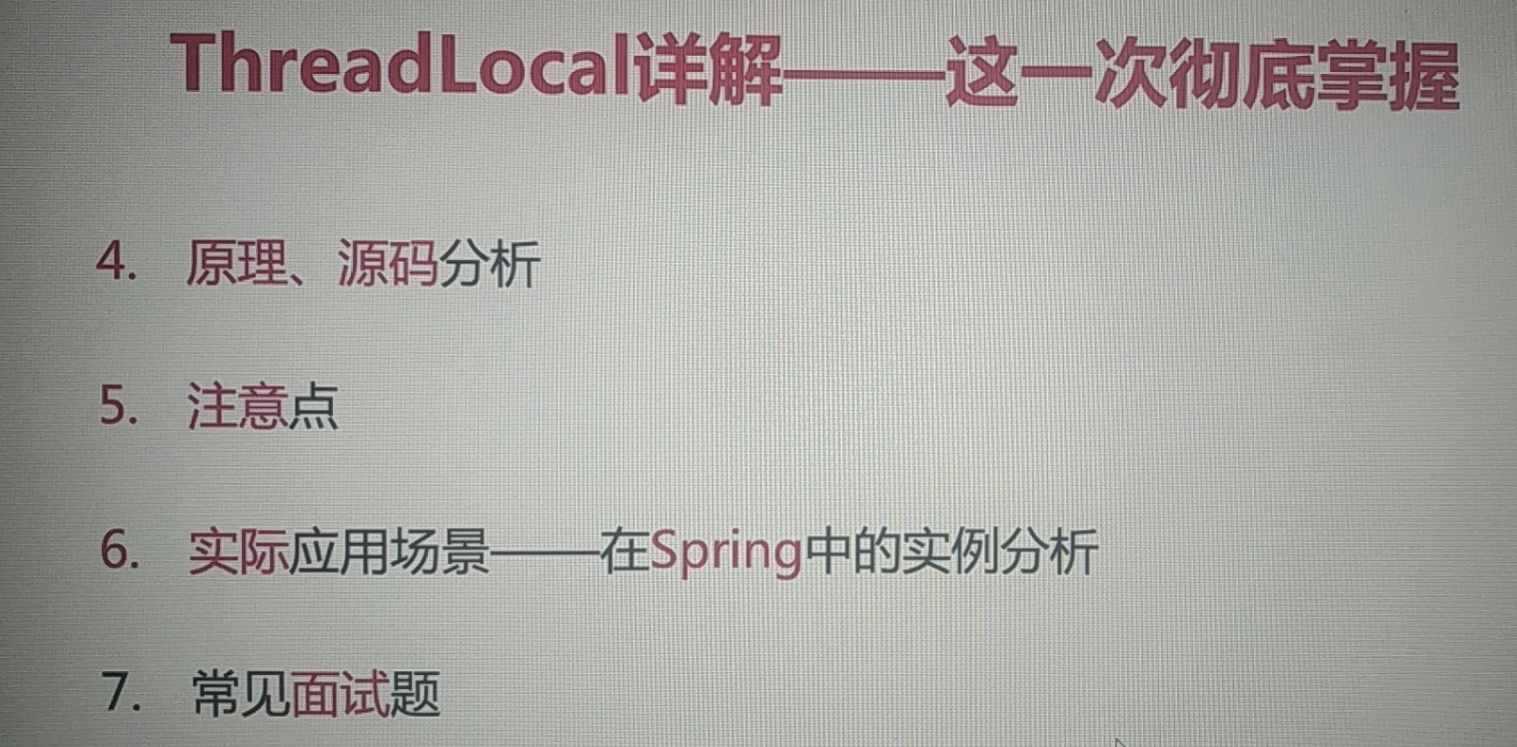 ThreadLocal详解——这一次彻底掌握
4. 原理、源码分析
5. 注意点
6. 实际应用场景——在Spring中的实例分析
7. 常见面试题